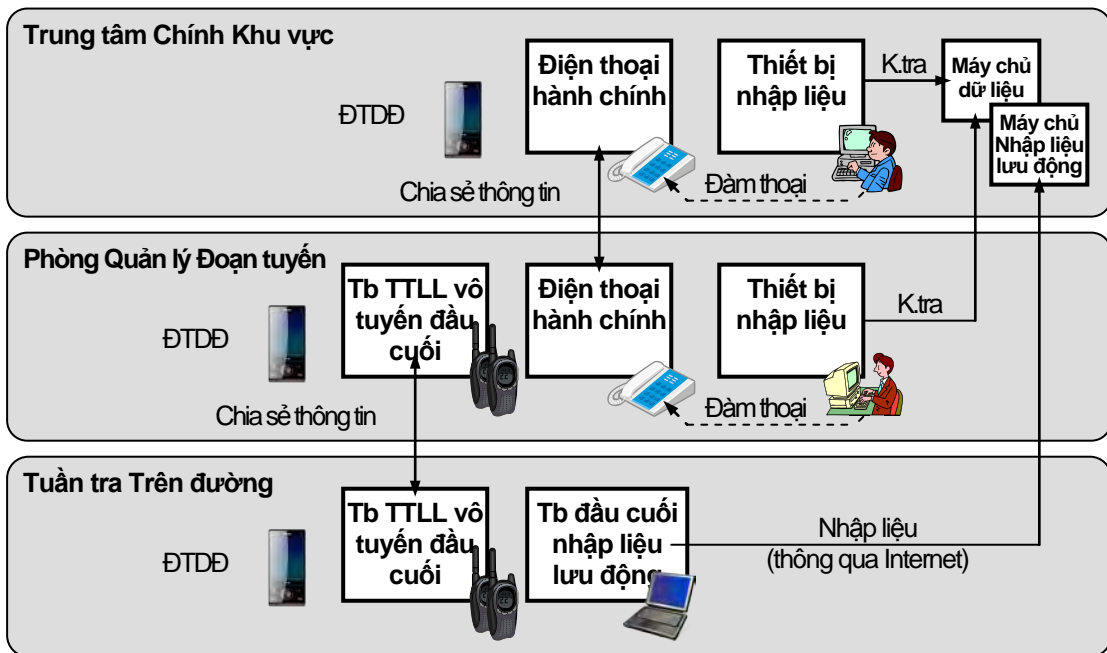 Trung tâm Chính Khu vực
ĐTDĐ
Điện thoại
hành chính
Thiết bị
nhập liệu
K.tra
Máy chủ
dữ liệu
Máy chủ
Nhập liệu
lưu động
Chia sẻ thông tin
Đàm thoại
Phòng Quản lý Đoạn tuyến
ĐTDĐ
Tb TTLL vô
tuyến đầu
cuối
Điện thoại
hành chính
Thiết bị
nhập liệu
K.tra
Chia sẻ thông tin
Đàm thoại
Tuần tra Trên đường
ĐTDĐ
Tb TTLL vô
tuyến đầu
cuối
Tb đầu cuối
nhập liệu
lưu động
Nhập liệu
(thông qua Internet)